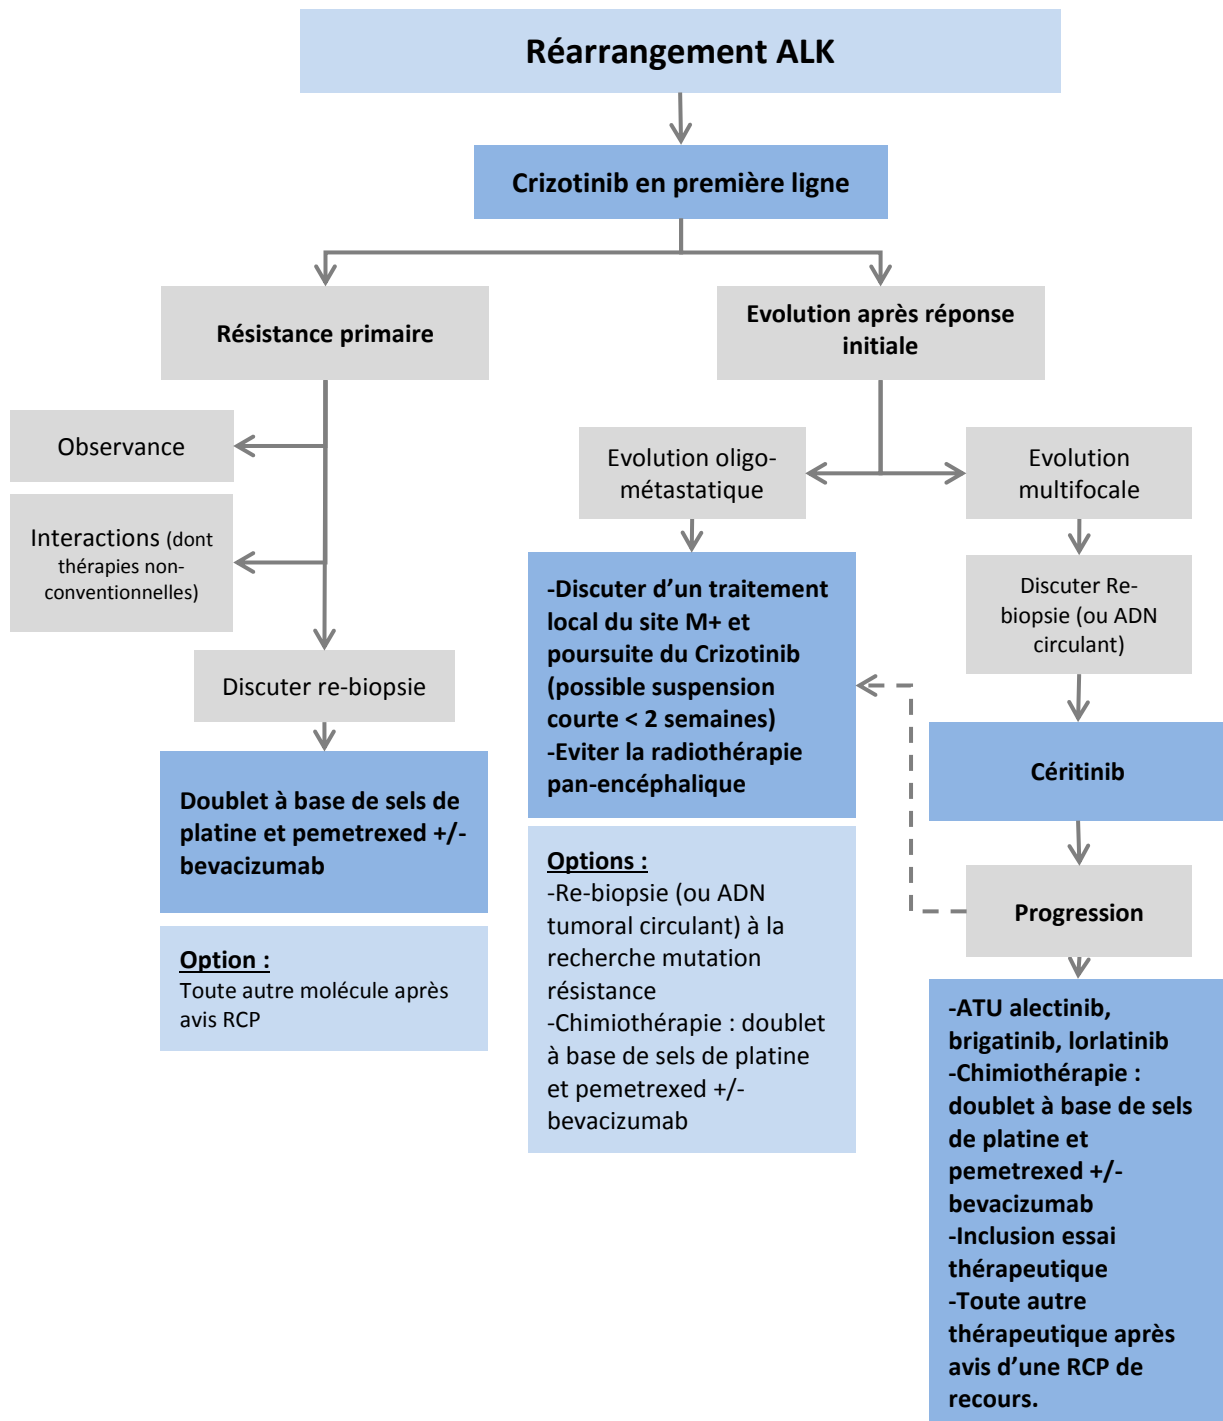 Réarrangement ALK
Crizotinib en première ligne
Résistance primaire
Observance
Interactions (dont
thérapies non-
conventionnelles)
Discuter re-biopsie
Doublet à base de sels de
platine et pemetrexed +/-
bevacizumab
Option :
Toute autre molécule après
avis RCP
Evolution après réponse
initiale
Evolution oligo-
métastatique
-Discuter d’un traitement
local du site M+ et
poursuite du Crizotinib
(possible suspension
courte < 2 semaines)
-Eviter la radiothérapie
pan-encéphalique
Options :
-Re-biopsie (ou ADN
tumoral circulant) à la
recherche mutation
résistance
-Chimiothérapie : doublet
à base de sels de platine
et pemetrexed +/-
bevacizumab
Evolution
multifocale
Discuter Re-
biopsie (ou ADN
circulant)
Céritinib
Progression
-ATU alectinib,
brigatinib, lorlatinib
-Chimiothérapie :
doublet à base de sels
de platine et
pemetrexed +/-
bevacizumab
-Inclusion essai
thérapeutique
-Toute autre
thérapeutique après
avis d’une RCP de
recours.